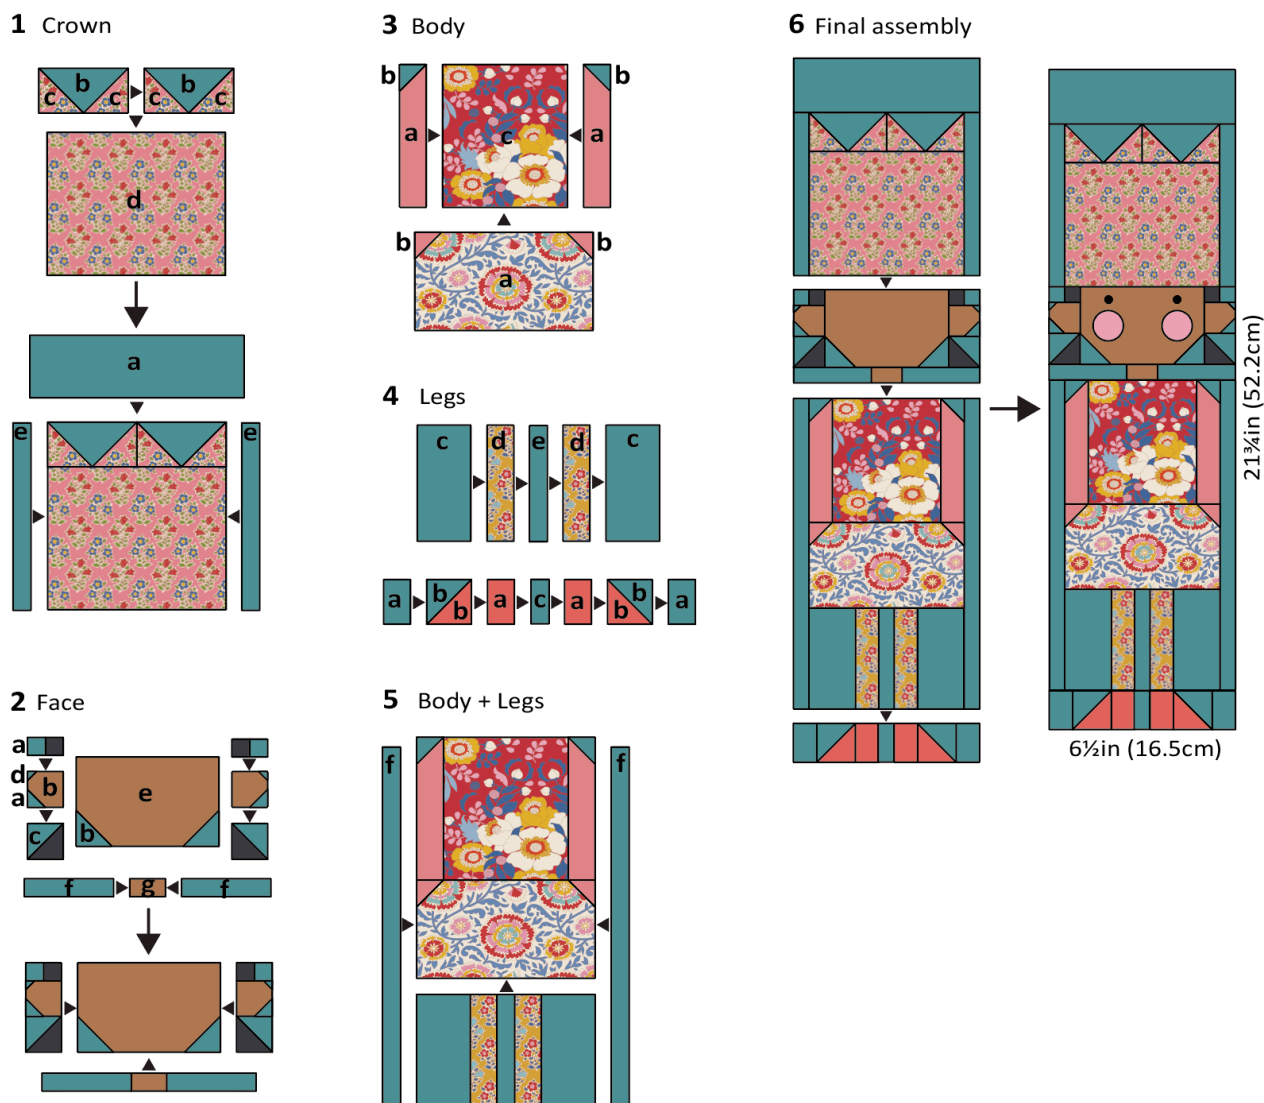 1 Crown
b b
c c c c
d
a
e e
2 Face
a
d
b
a
c
e
b
f g f
3 Body
b b
a c a
b b
a
4 Legs
c d e d c
a b b a c a b b a
5 Body + Legs
f f
6 Final assembly
21¾in (52.2cm)
6½in (16.5cm)